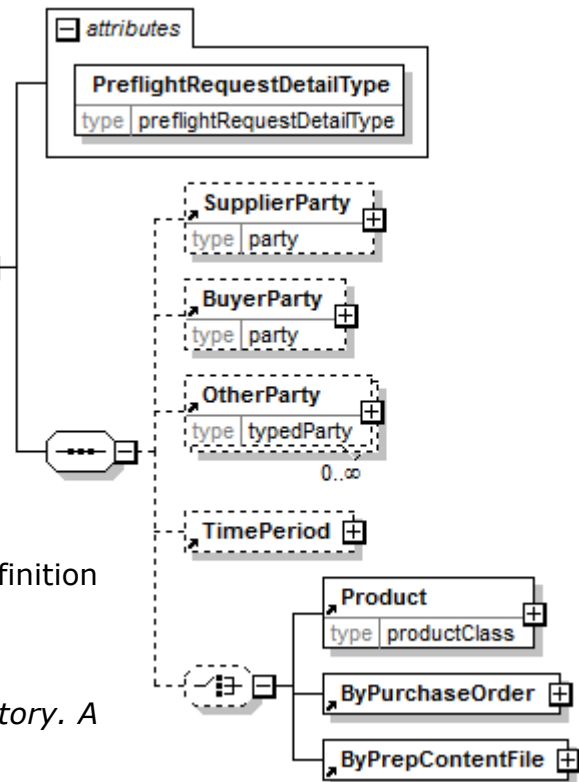 attributes
PreflightRequestDetailType
type preflightRequestDetailType
SupplierParty
type party
BuyerParty
type party
OtherParty
type typedParty
0..∞
TimePeriod
finition
Product
type productClass
ByPurchaseOrder
tory. A
ByPrepContentFile